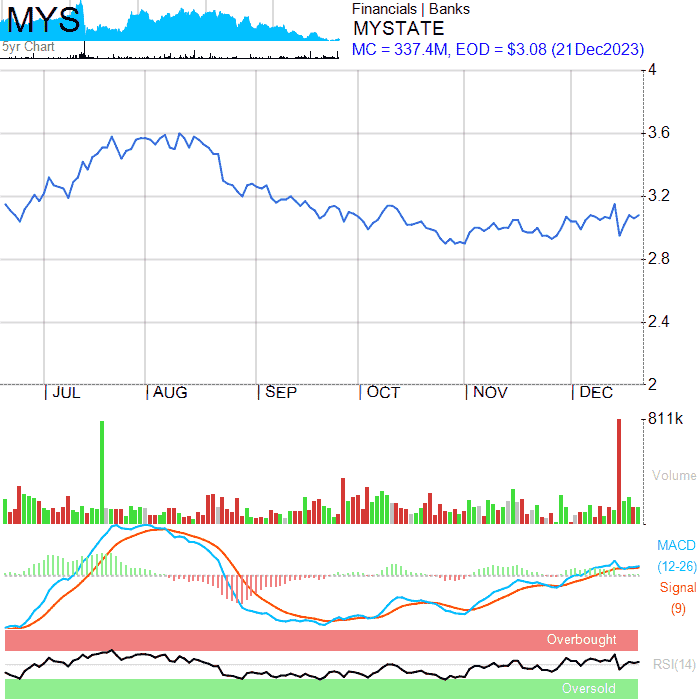 MYS
5yr Chart
Financials | Banks
MYSTATE
MC = 337.4M, EOD = $3.08 (21Dec2023)
4
3.6
3.2
2.8
2.4
2
JUL AUG SEP OCT NOV DEC
811k
Volume
MACD
(12-26)
Signal
(9)
Overbought
RSI(14)
Oversold